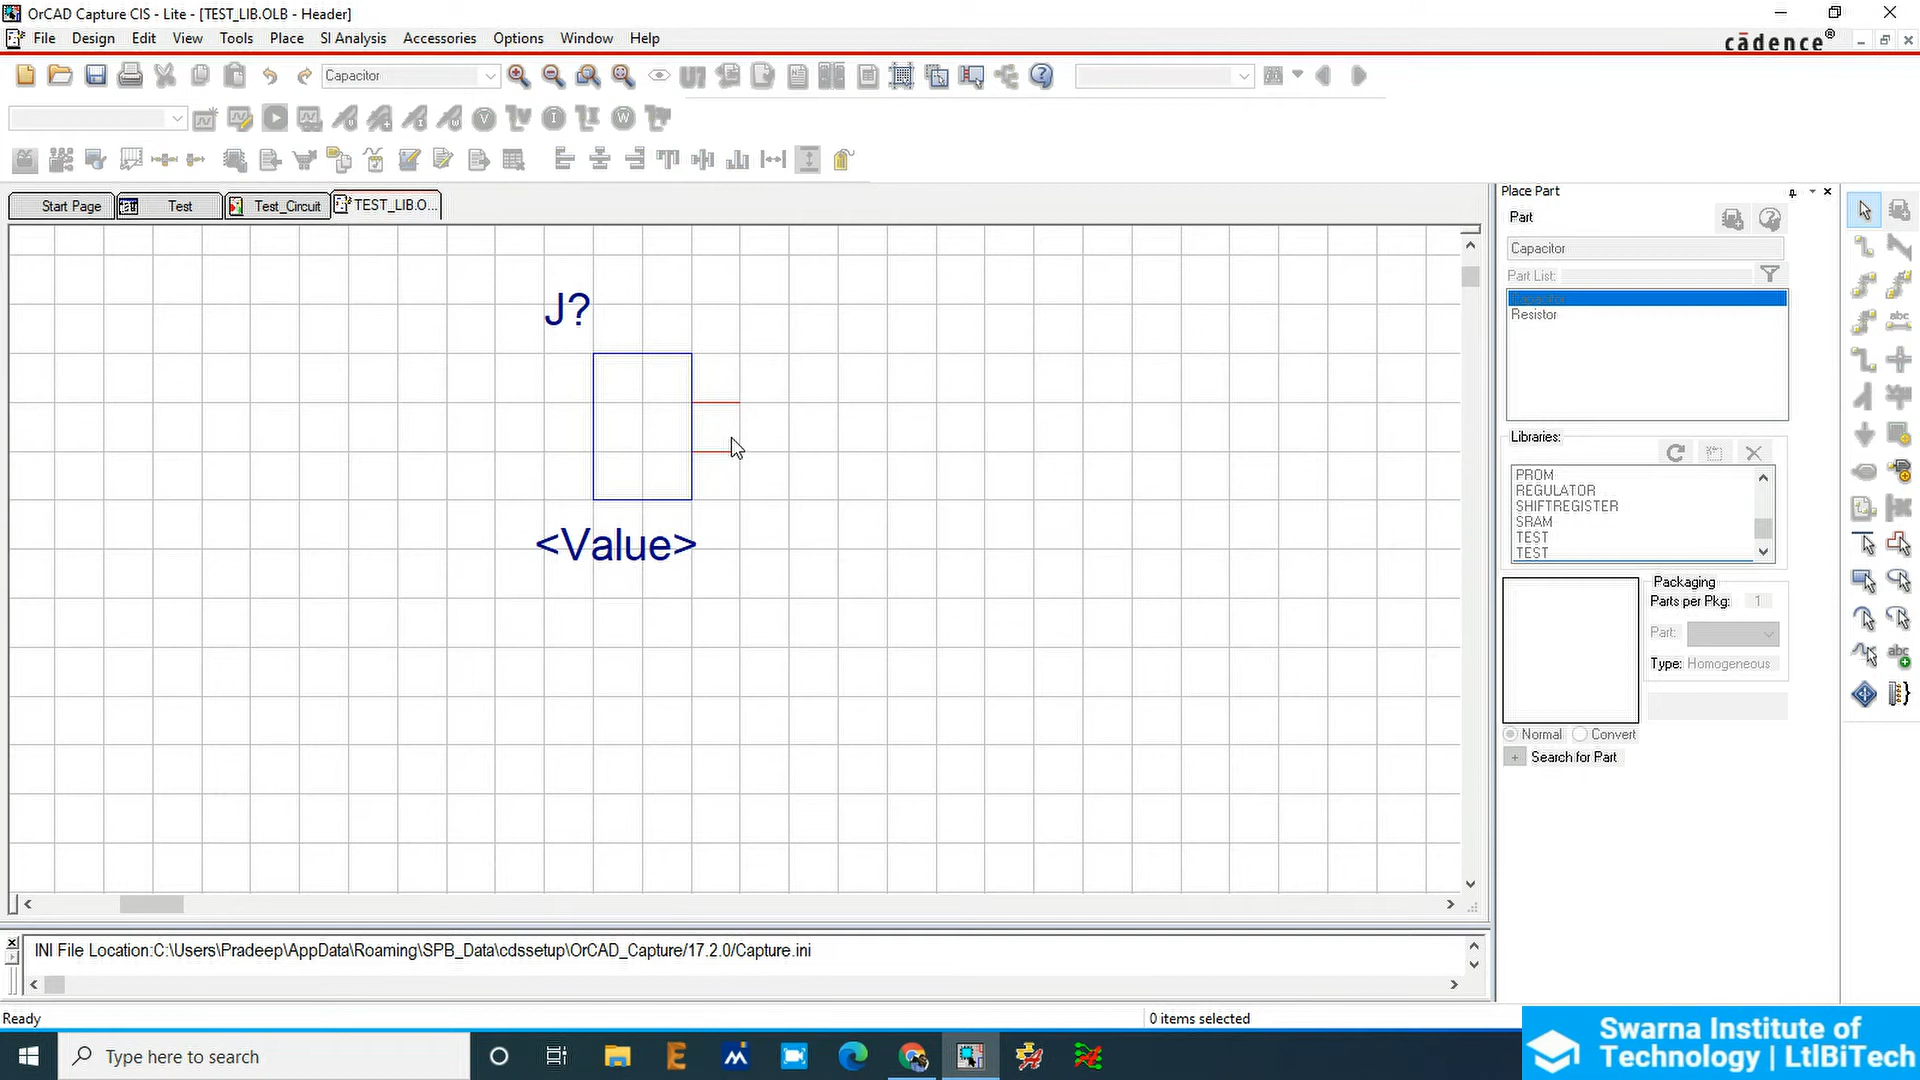 OrCAD Capture CIS - Lite - [TEST_LIB.OLB - Header]
File Edit View Tools Place SI Analysis Accessories Options Window Help
cādence®
Capacitor
Start Page
Test
Test_Circuit
TEST_LIB.O...
J?
<Value>
Place Part
Part
Capacitor
Part List:
Capacitor
Resistor
Libraries:
PROM
REGULATOR
SHIFTREGISTER
SRAM
TEST
TEST
Packaging
Parts per Pkg: 1
Part:
Type: Homogeneous
Normal Convert
+ Search for Part
INI File Location:C:\Users\Pradeep\AppData\Roaming\SPB_Data\cdssetup\OrCAD_Capture/17.2.0/Capture.ini
Ready
0 items selected
Type here to search
Swarna Institute of
Technology | LtlBiTech